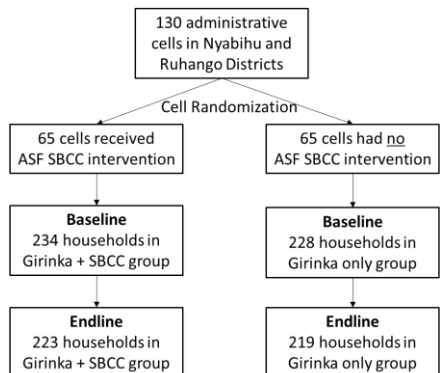 130 administrative
cells in Nyabihu and
Ruhango Districts
Cell Randomization
65 cells received
ASF SBCC intervention
65 cells had no
ASF SBCC intervention
Baseline
234 households in
Girinka + SBCC group
Baseline
228 households in
Girinka only group
Endline
223 households in
Girinka + SBCC group
Endline
219 households in
Girinka only group